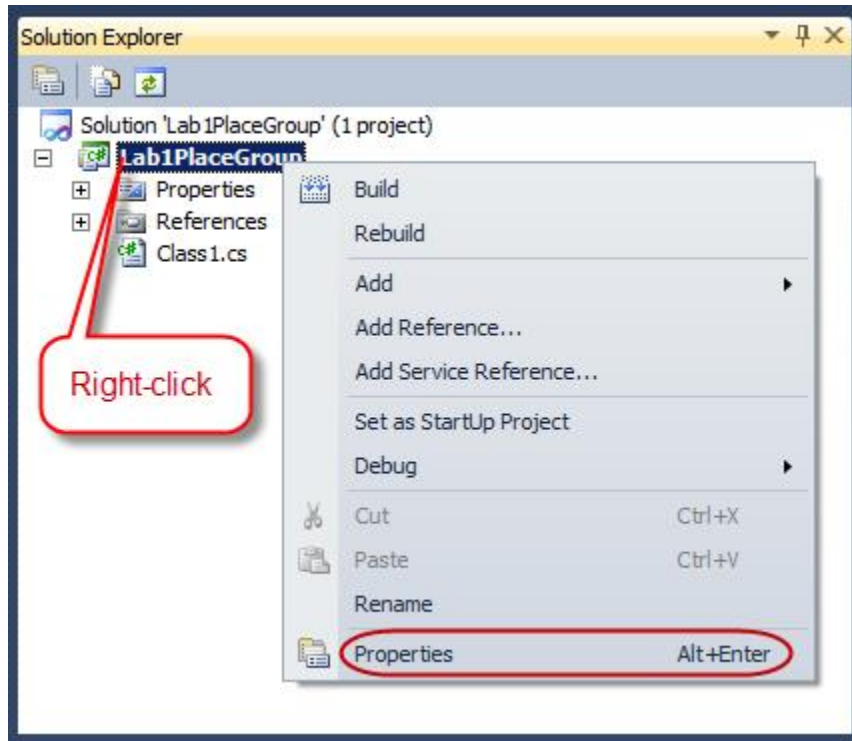 Solution Explorer
Solution 'Lab1PlaceGroup' (1 project)
Lab1PlaceGroup
Properties
References
Class1.cs
Right-click
Build
Rebuild
Add
Add Reference...
Add Service Reference...
Set as StartUp Project
Debug
Cut Ctrl+X
Paste Ctrl+V
Rename
Properties Alt+Enter